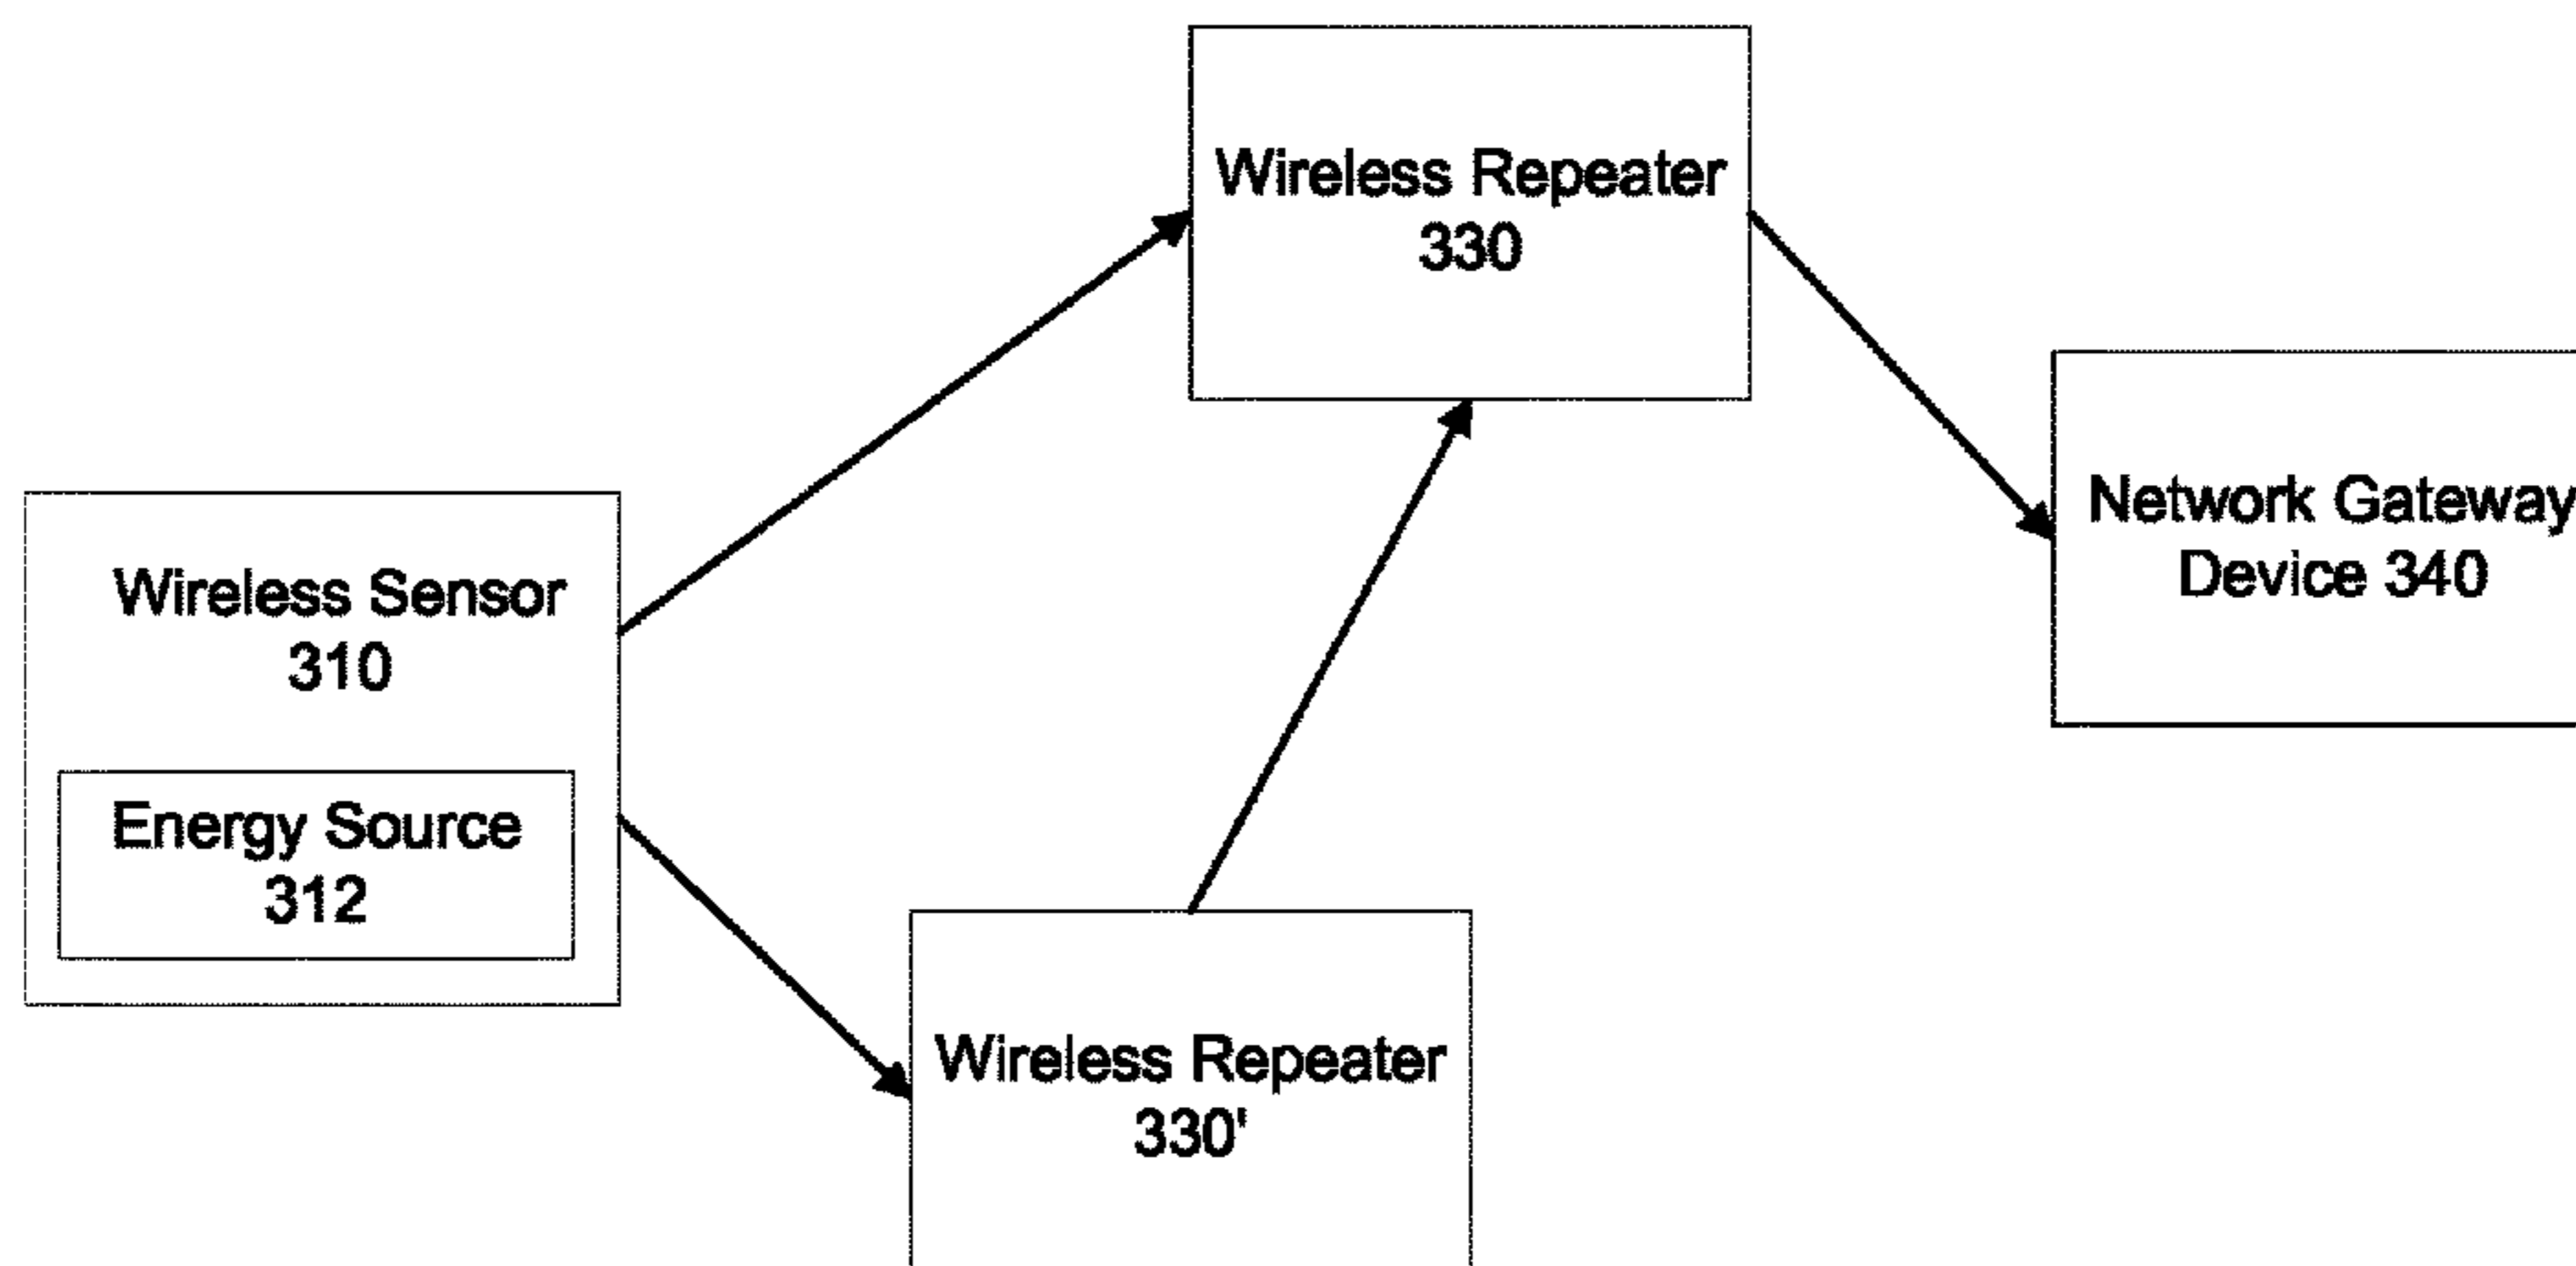 Wireless Repeater
330
Network Gateway
Device 340
Wireless Sensor
310
Energy Source
312
Wireless Repeater
330'